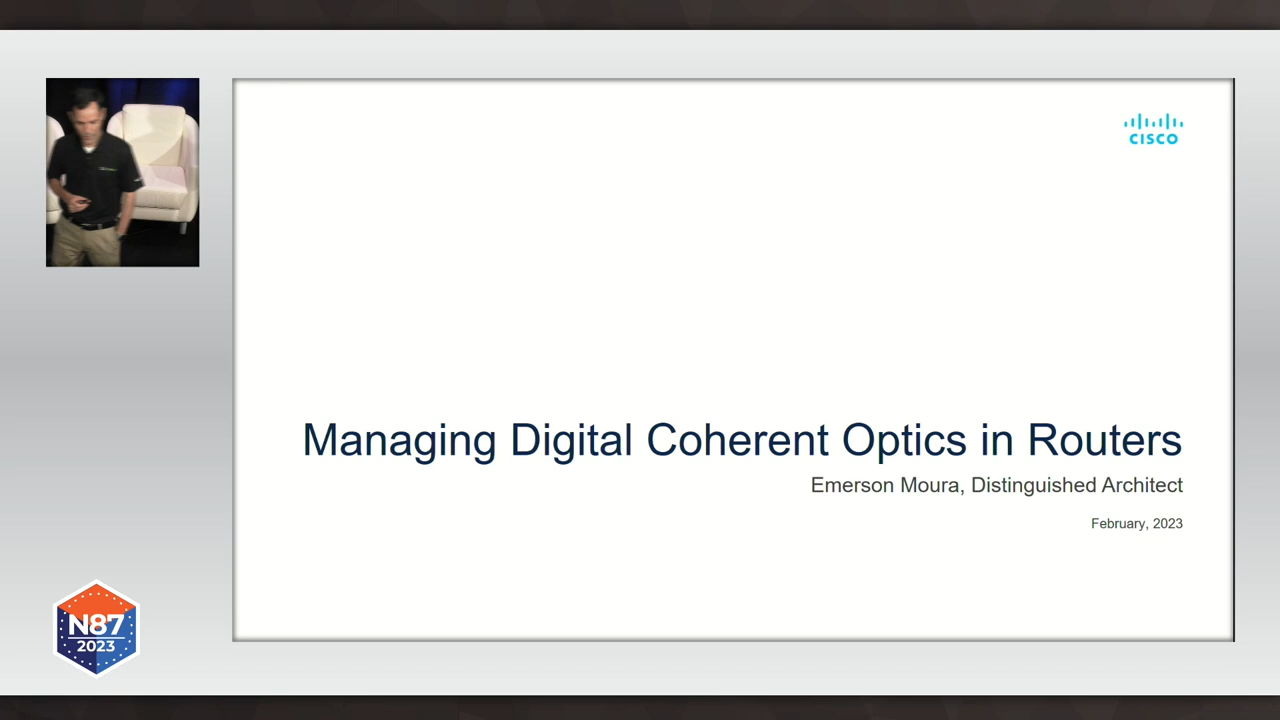 CISCO
Managing Digital Coherent Optics in Routers
Emerson Moura, Distinguished Architect
February, 2023
N87
2023